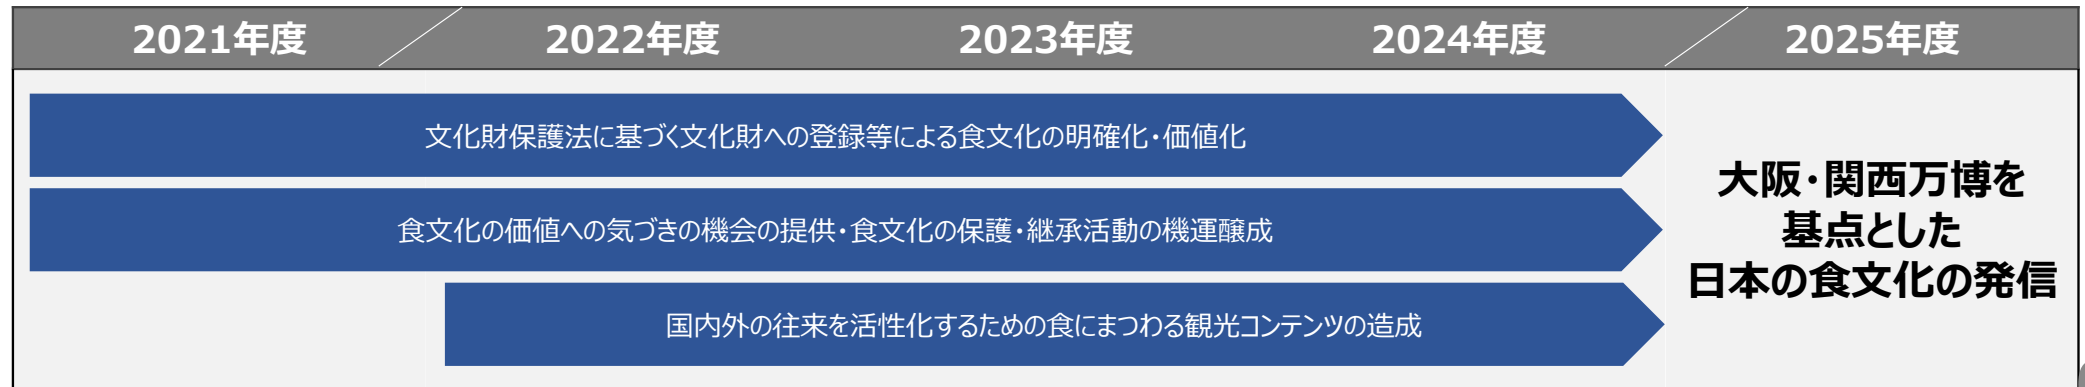 2021年度 2022年度 2023年度 2024年度 2025年度
文化財保護法に基づく文化財への登録等による食文化の明確化・価値化
食文化の価値への気づきの機会の提供・食文化の保護・継承活動の機運醸成
国内外の往来を活性化するための食にまつわる観光コンテンツの造成
大阪・関西万博を
基点とした
日本の食文化の発信